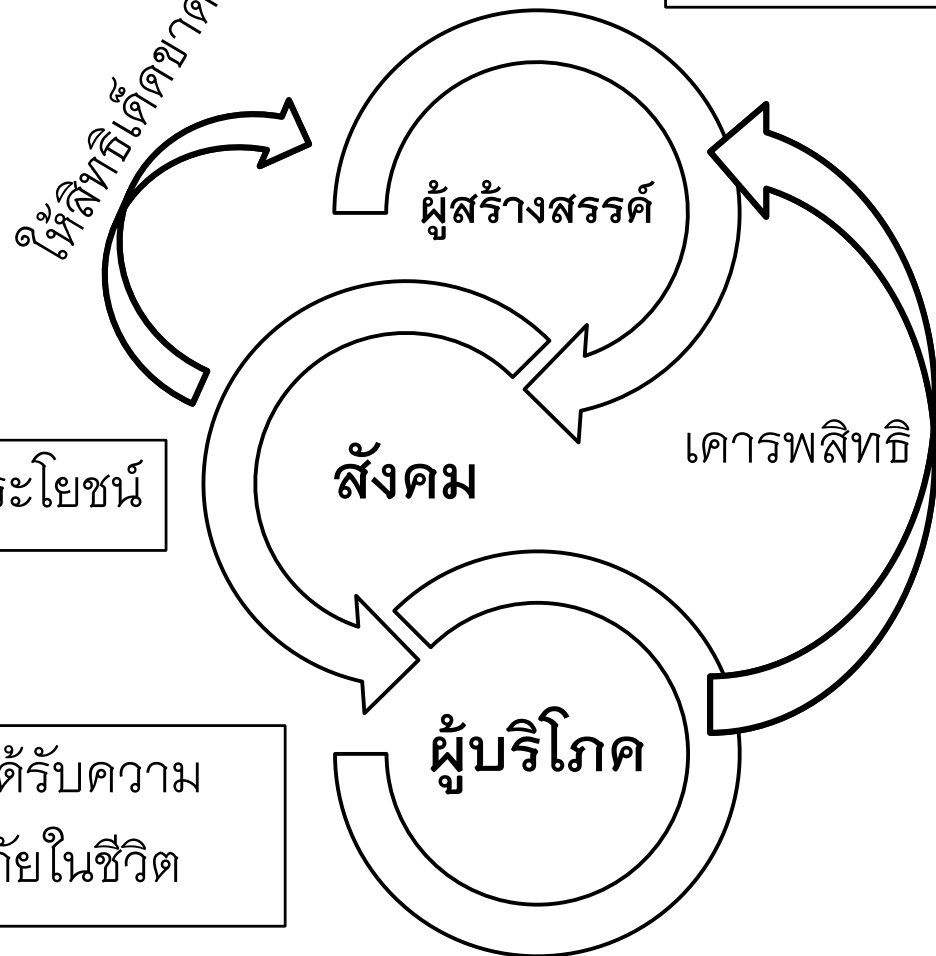 ให้สิทธิเด็ดขาด
ผู้สร้างสรรค์
สังคม
เคารพสิทธิ
ระโยชน์
ผู้บริโภค
ด้รับความ
ภัยในชีวิต